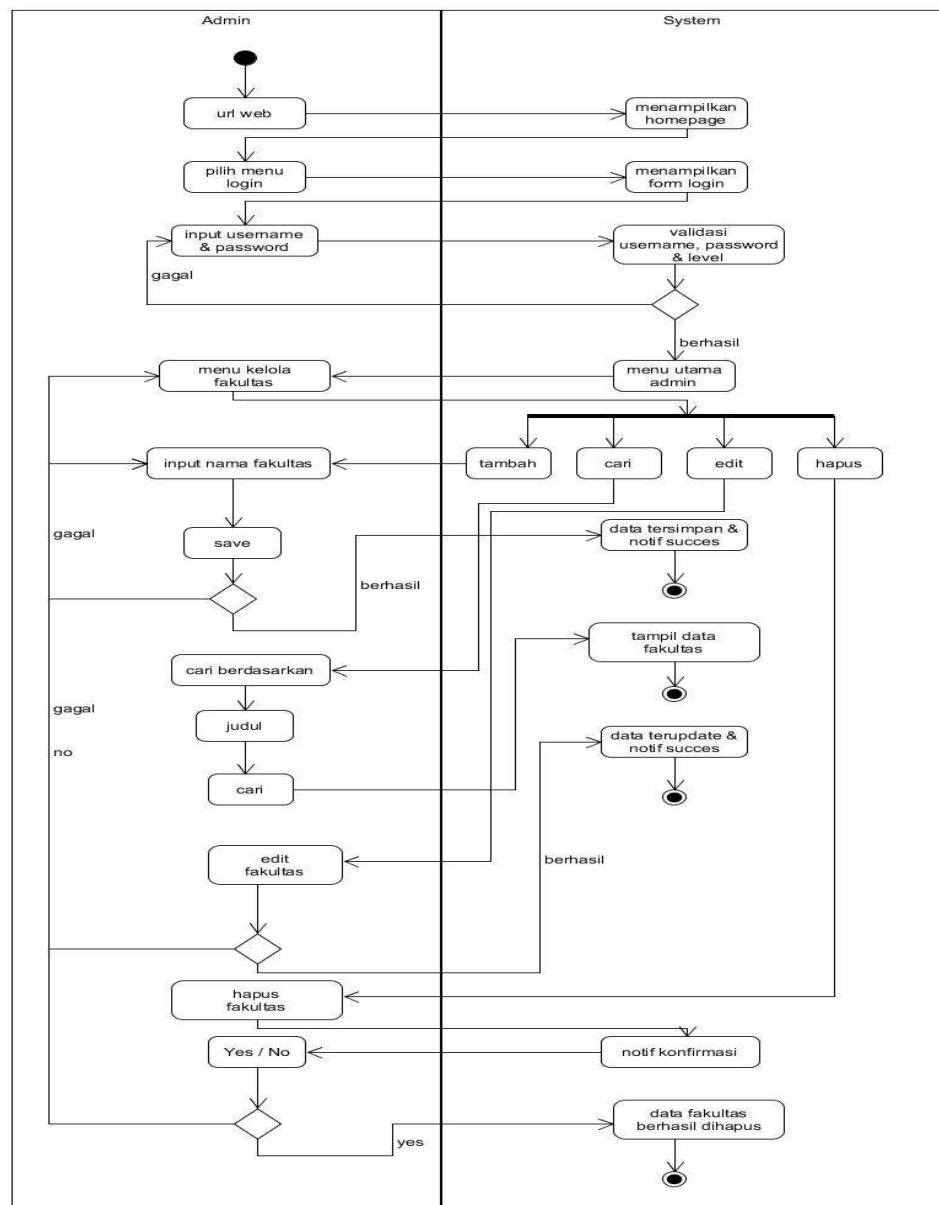 Admin
System
url web
menampilkan
homepage
pilih menu
login
menampilkan
form login
input username
& password
validasi
username, password
& level
gagal
berhasil
menu kelola
fakultas
menu utama
admin
input nama fakultas
tambah
cari
edit
hapus
gagal
save
berhasil
data tersimpan &
notif succes
tampil data
fakultas
cari berdasarkan
gagal
judul
no
data terupdate &
notif succes
cari
edit
fakultas
berhasil
hapus
fakultas
Yes / No
notif konfirmasi
yes
data fakultas
berhasil dihapus